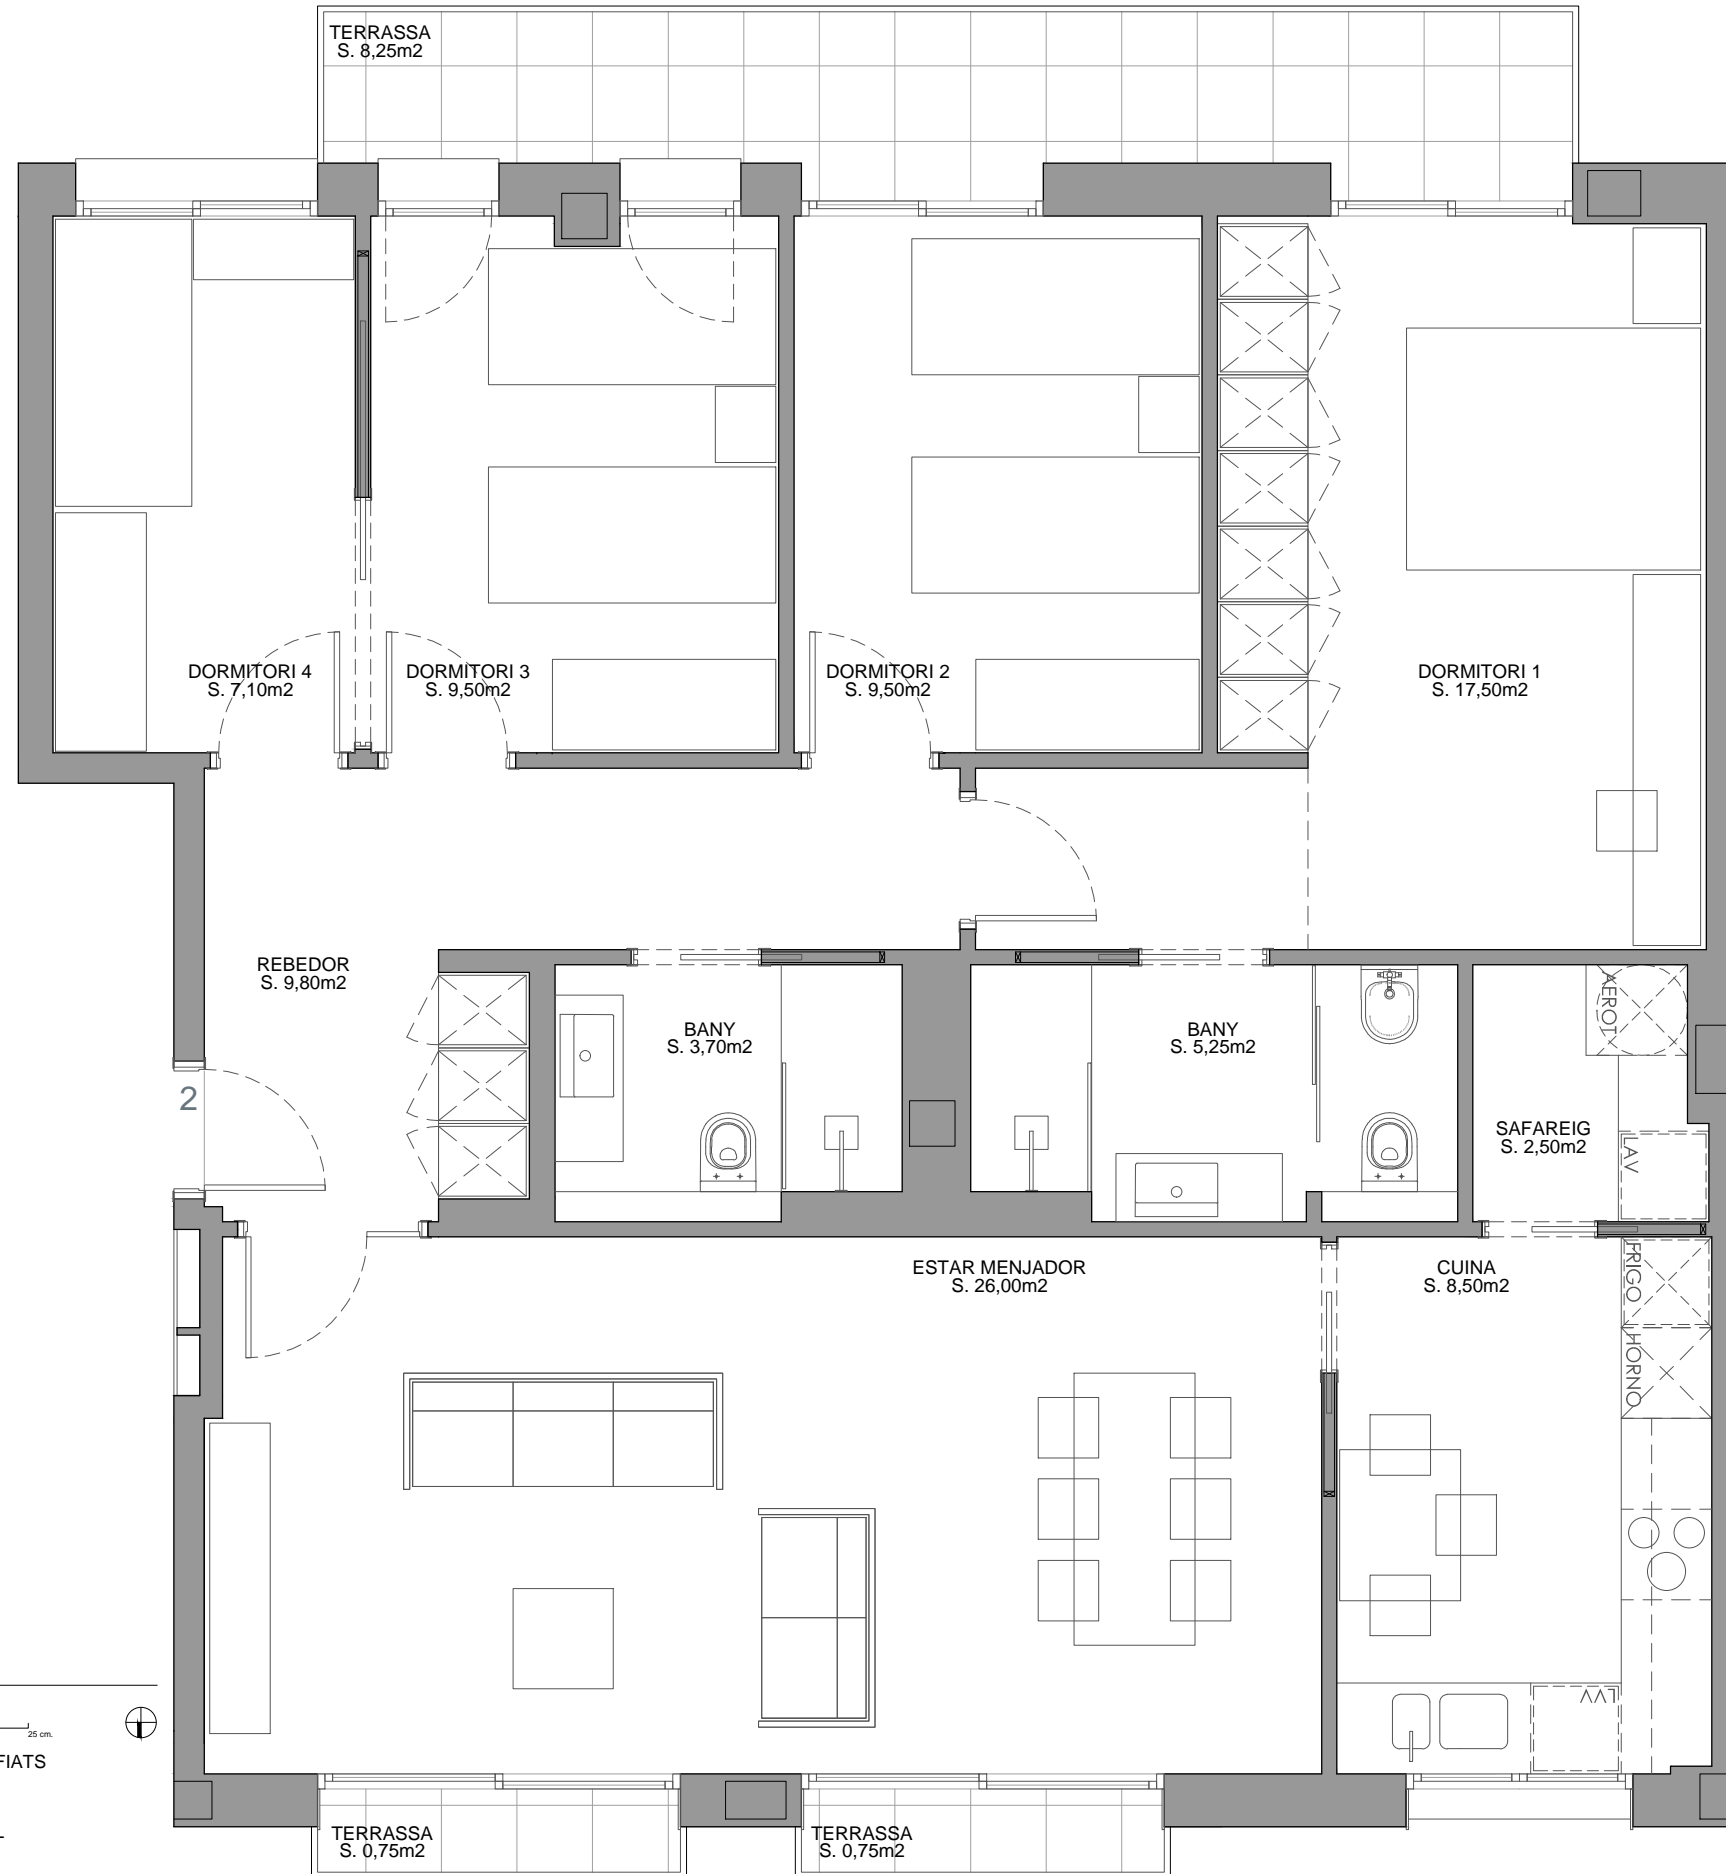 TERRASSA
S. 8,25m2
DORMITORI 4
S. 7,10m2
DORMITORI 3
S. 9,50m2
DORMITORI 2
S. 9,50m2
DORMITORI 1
S. 17,50m2
REBEDOR
S. 9,80m2
BANY
S. 3,70m2
BANY
S. 5,25m2
AEROT
2
SAFAREIG
S. 2,50m2
LAV
ESTAR MENJADOR
S. 26,00m2
CUINA
S. 8,50m2
FRIGO
HORNO
LVV
25 cm.
FIATS
TERRASSA
S. 0,75m2
TERRASSA
S. 0,75m2